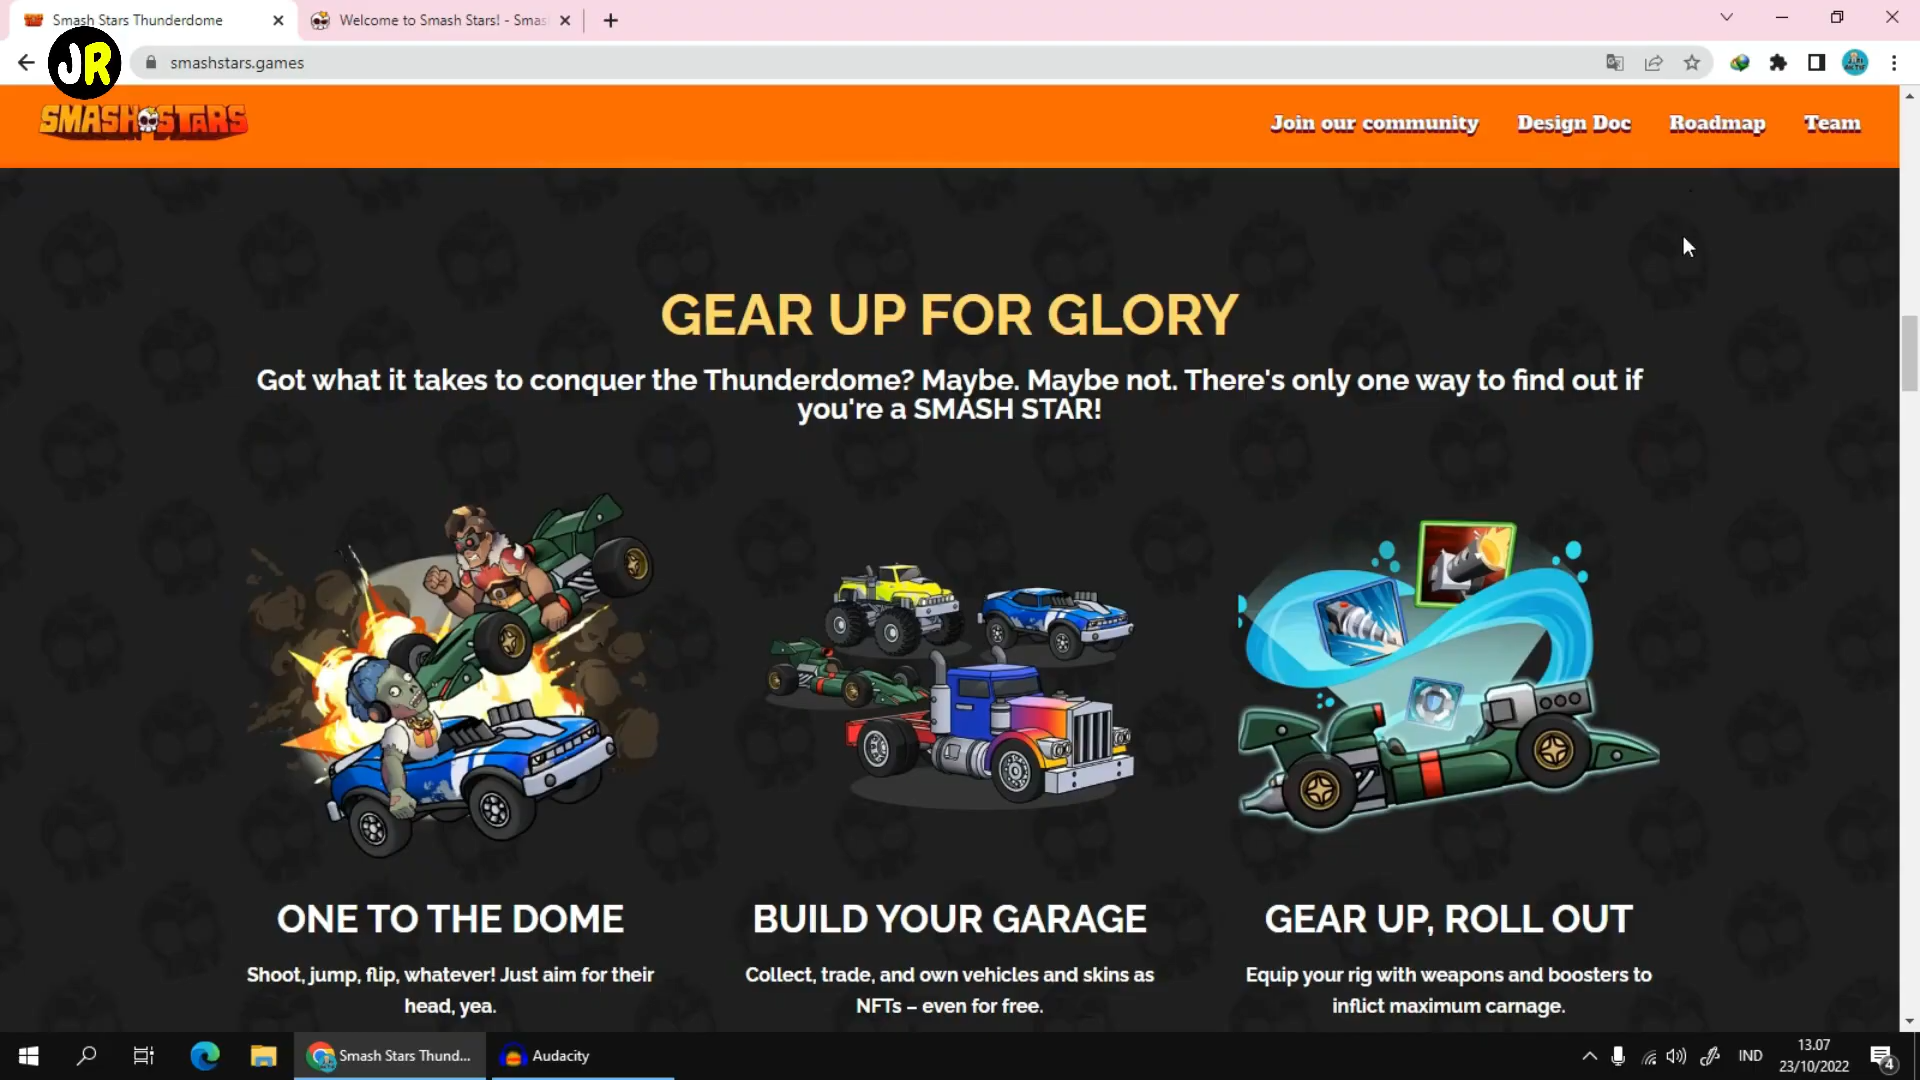 Smash Stars Thunderdome
Welcome to Smash Stars! - Smas
JR
smashstars.games
SMASH STARS
Join our community
Design Doc
Roadmap
Team
GEAR UP FOR GLORY
Got what it takes to conquer the Thunderdome? Maybe. Maybe not. There's only one way to find out if
you're a SMASH STAR!
ONE TO THE DOME
Shoot, jump, flip, whatever! Just aim for their
head, yea.
BUILD YOUR GARAGE
Collect, trade, and own vehicles and skins as
NFTs – even for free.
GEAR UP, ROLL OUT
Equip your rig with weapons and boosters to
inflict maximum carnage.
Smash Stars Thund...
Audacity
IND
13.07
23/10/2022
4